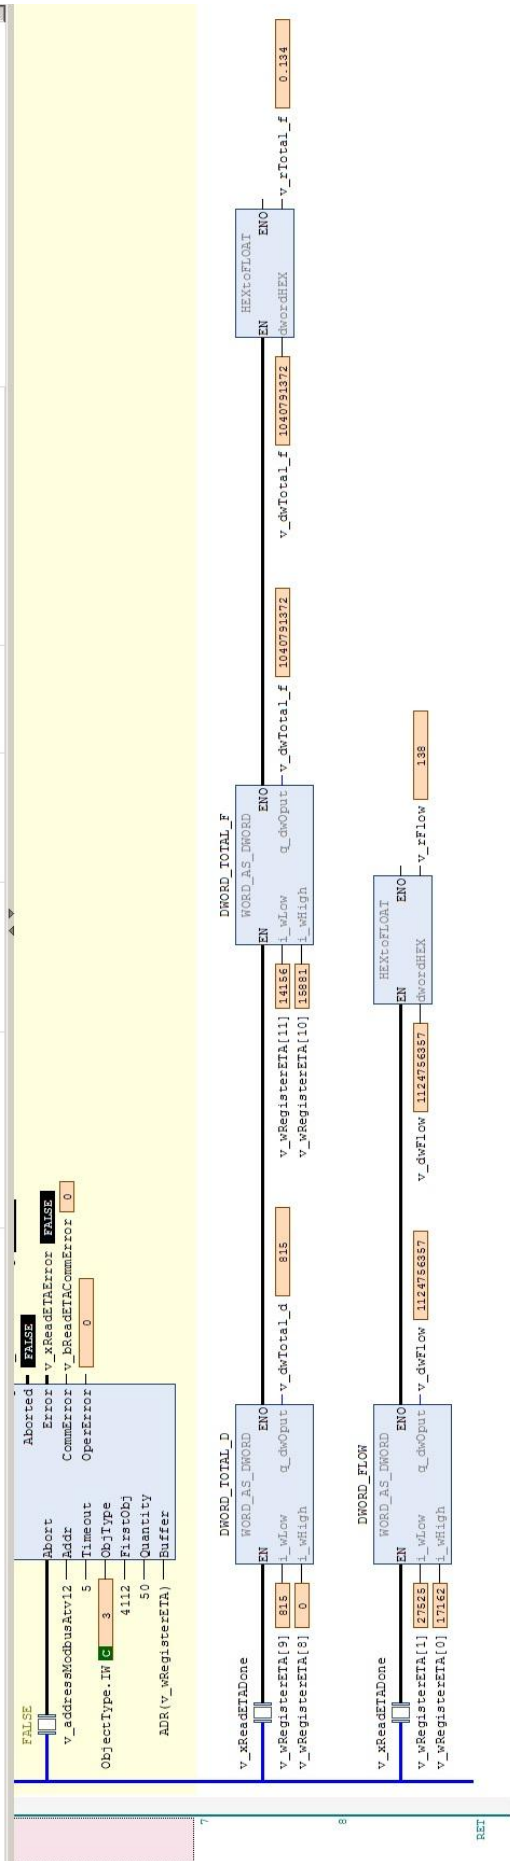 FALSE
Abort
Aborted
FALSE
Error
v_xReadETAError
FALSE
v_addressModbusAtv12
Addr
CommError
v_bReadETACommError
0
5
Timeout
OperError
0
ObjectType.IW
C
3
ObjType
4112
FirstObj
50
Quantity
ADR(v_wRegisterETA)
Buffer
7
DWORD_TOTAL_D
DWORD_TOTAL_F
v_xReadETADone
WORD_AS_DWORD
WORD_AS_DWORD
HEXtoFLOAT
EN
ENO
EN
ENO
EN
ENO
v_wRegisterETA[9]
815
i_wLow
q_dwOput
v_dwTotal_d
815
v_wRegisterETA[11]
14156
i_wLow
q_dwOput
v_dwTotal_f
1040791372
v_dwTotal_f
1040791372
dwordHEX
v_rTotal_f
0.134
v_wRegisterETA[8]
0
i_wHigh
v_wRegisterETA[10]
15881
i_wHigh
8
DWORD_FLOW
v_xReadETADone
WORD_AS_DWORD
HEXtoFLOAT
EN
ENO
EN
ENO
v_wRegisterETA[1]
27525
i_wLow
q_dwOput
v_dwFlow
1124756357
v_dwFlow
1124756357
dwordHEX
v_rFlow
138
v_wRegisterETA[0]
17162
i_wHigh
RET